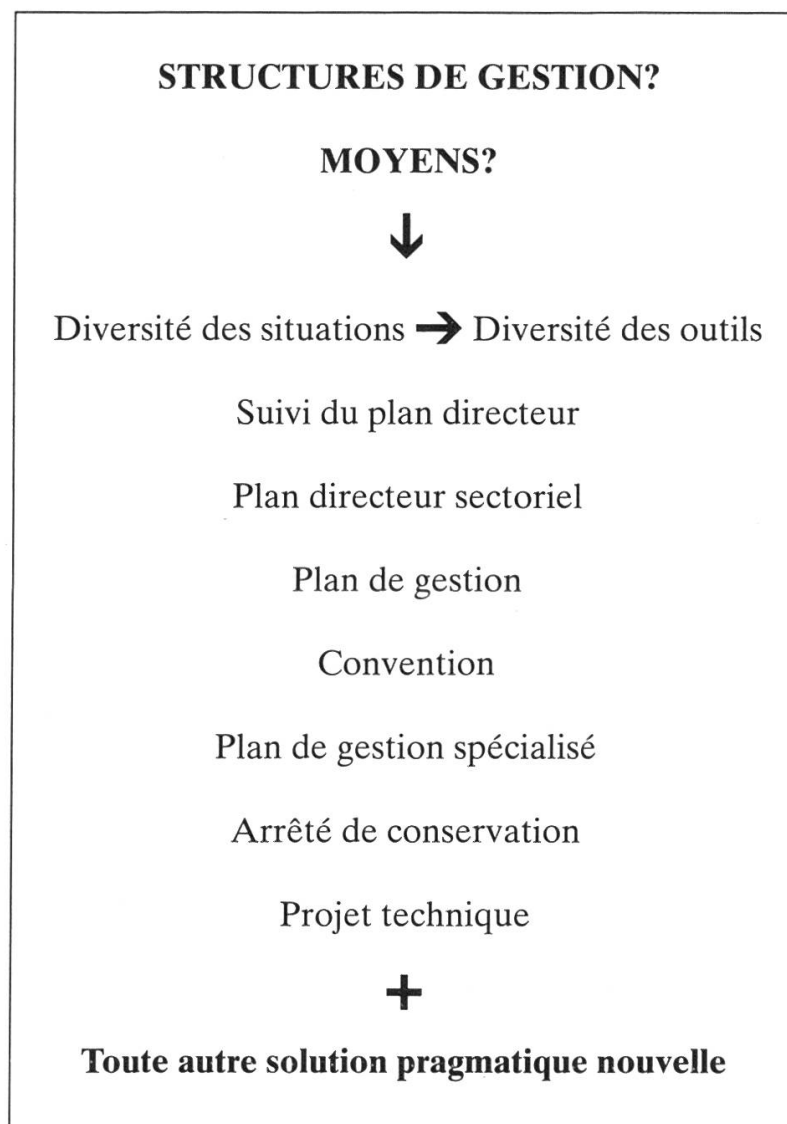 STRUCTURES DE GESTION?
MOYENS?
↓
Diversité des situations → Diversité des outils
Suivi du plan directeur
Plan directeur sectoriel
Plan de gestion
Convention
Plan de gestion spécialisé
Arrêté de conservation
Projet technique
+
Toute autre solution pragmatique nouvelle